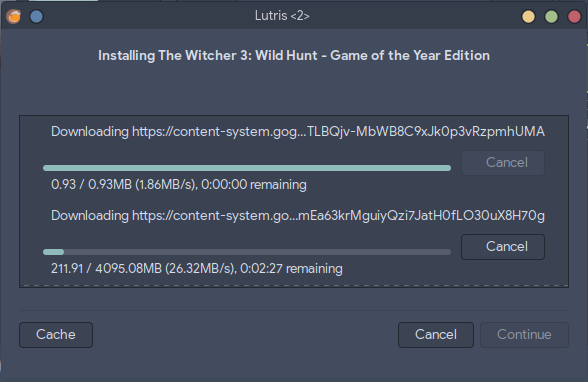 Lutris <2>
Installing The Witcher 3: Wild Hunt - Game of the Year Edition
Downloading https://content-system.gog...TLBQjv-MbWB8C9xJk0p3vRzpmhUMA
Cancel
0.93 / 0.93MB (1.86MB/s), 0:00:00 remaining
Downloading https://content-system.go...mEa63krMguiyQzi7JatH0fLO30uX8H70g
Cancel
211.91 / 4095.08MB (26.32MB/s), 0:02:27 remaining
Cache
Cancel
Continue